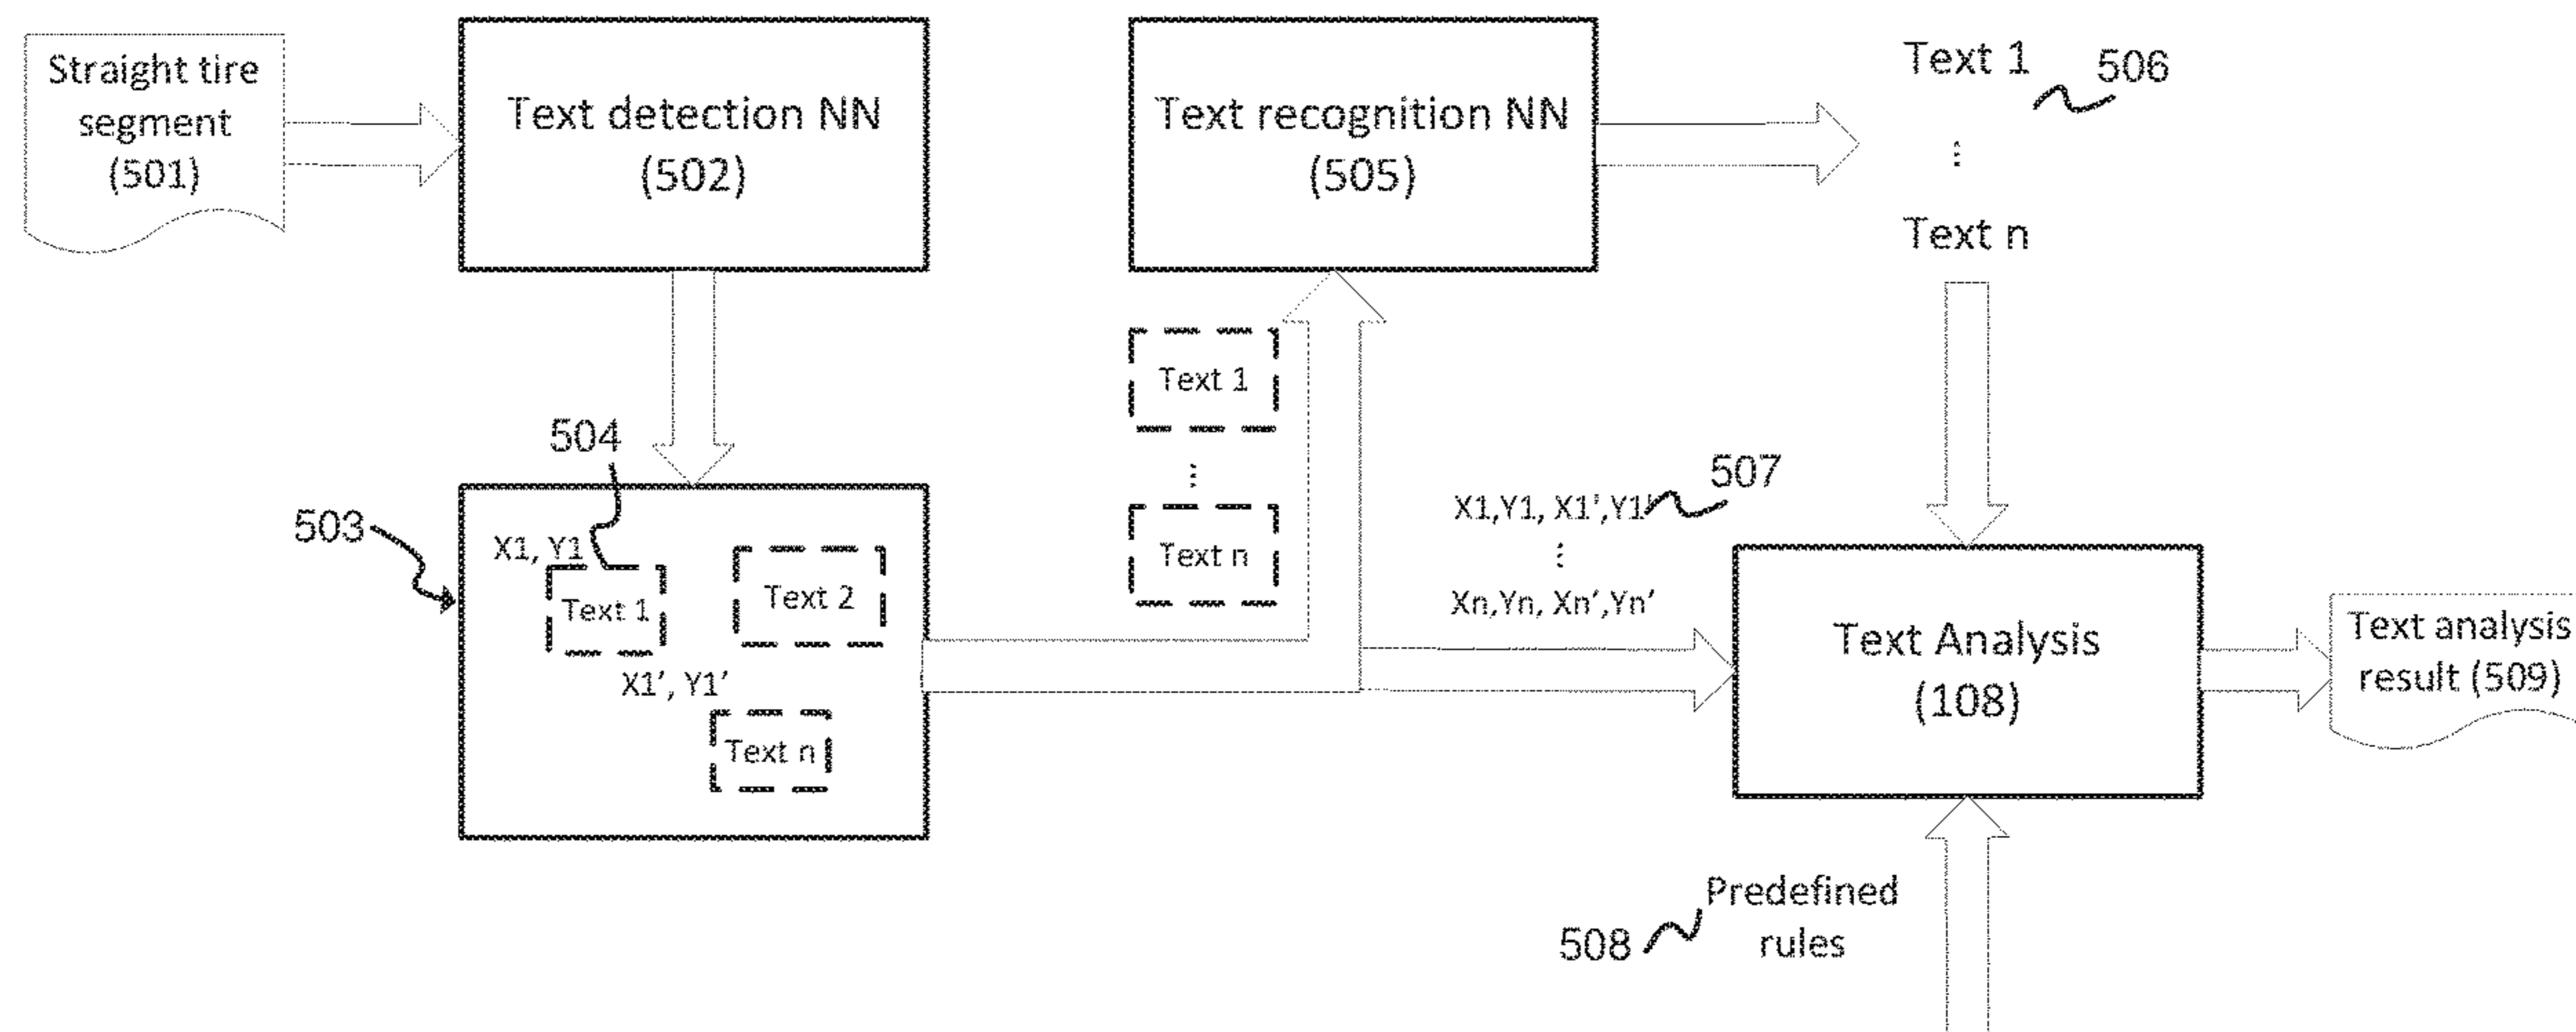 Straight tire
segment
(501)
Text detection NN
(502)
Text recognition NN
(505)
Text 1
506
⋮
Text n
504
503
X1, Y1
Text 1
X1', Y1'
Text 2
Text n
Text 1
⋮
Text n
507
X1,Y1, X1',Y1'
⋮
Xn,Yn, Xn',Yn'
Text Analysis
(108)
Text analysis
result (509)
508
Predefined
rules